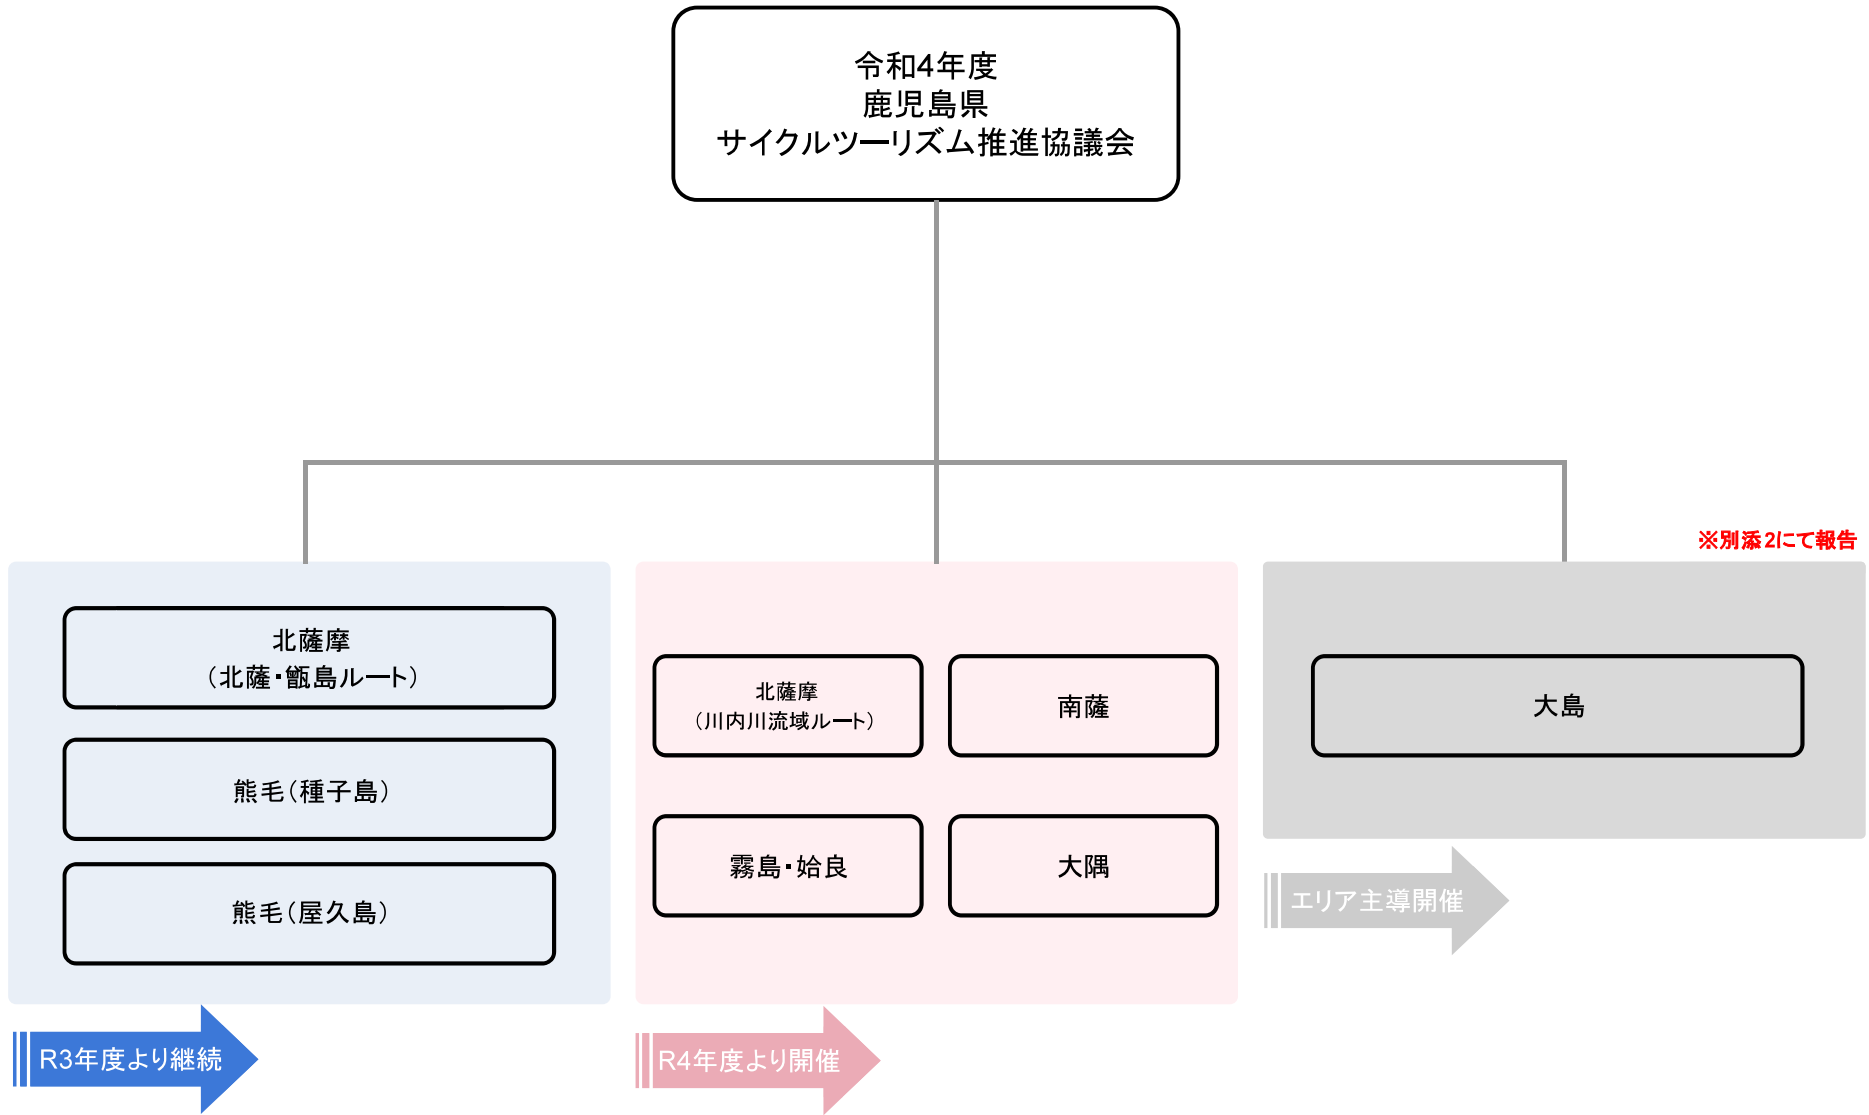 令和4年度
鹿児島県
サイクルツーリズム推進協議会
※別添2にて報告
北薩摩
（北薩・甑島ルート）
熊毛（種子島）
熊毛（屋久島）
R3年度より継続
北薩摩
（川内川流域ルート）
南薩
霧島・姶良
大隅
R4年度より開催
大島
エリア主導開催